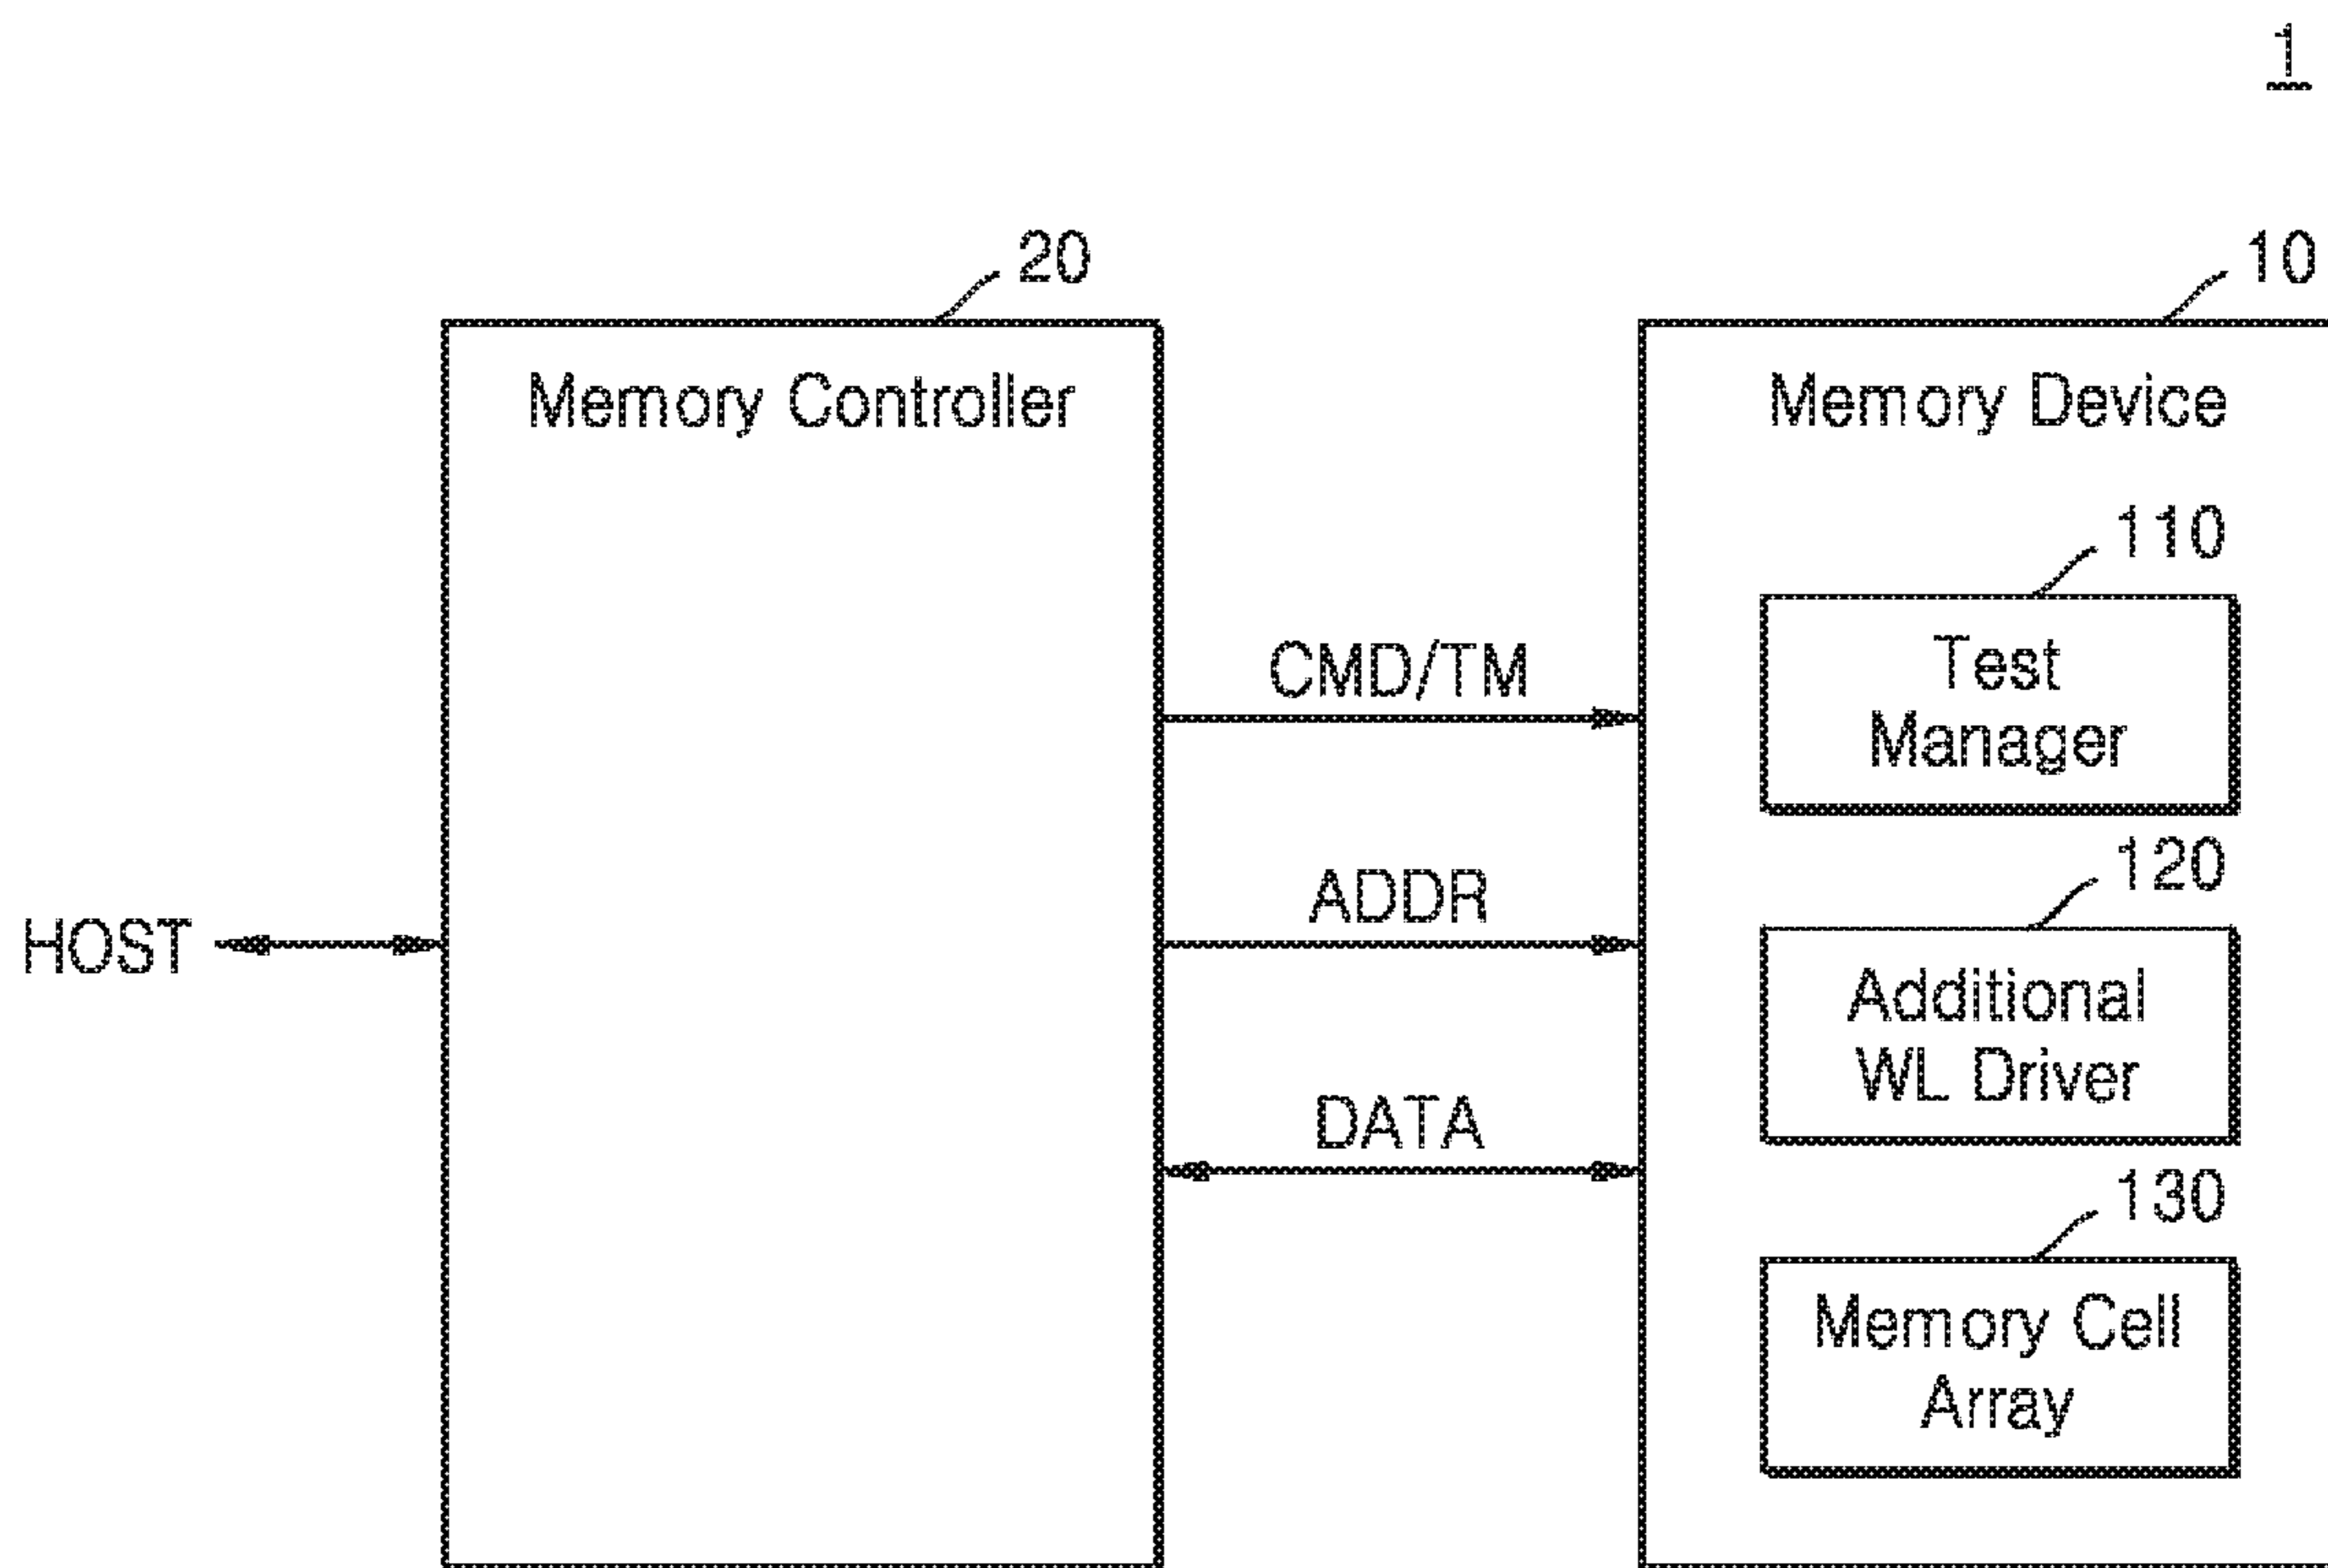 1
20
10
Memory Controller
Memory Device
110
Test
Manager
CMD/TM
120
ADDR
Additional
WL Driver
HOST
DATA
130
Memory Cell
Array